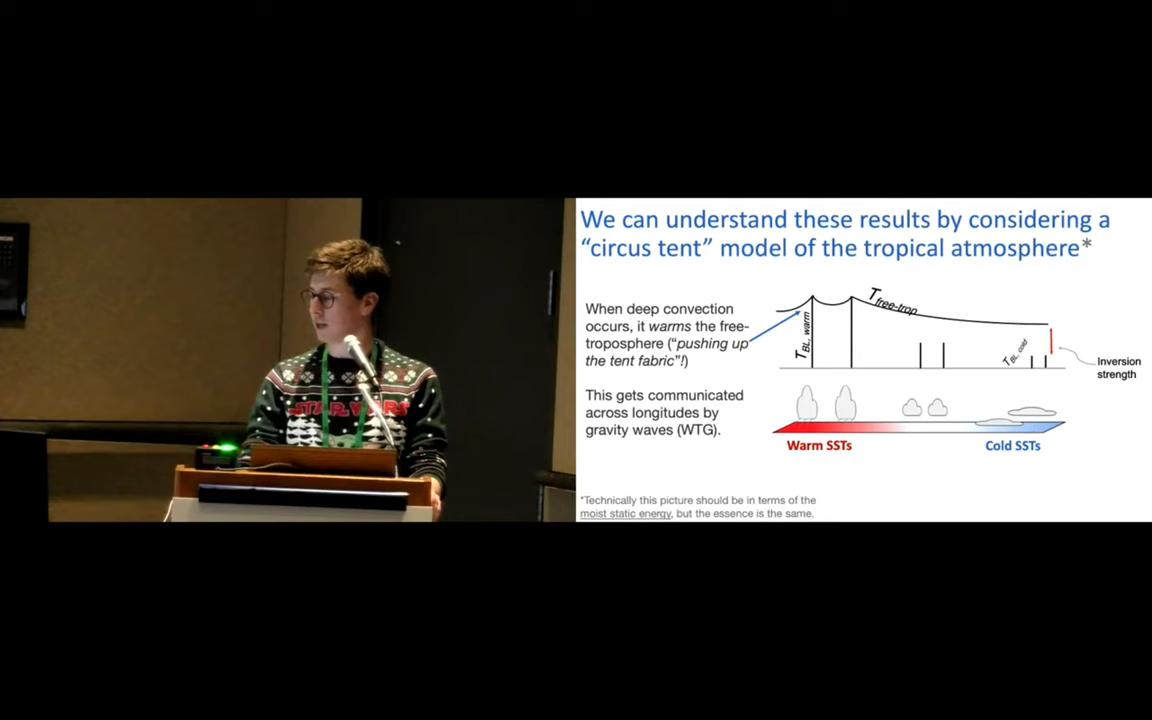 We can understand these results by considering a
“circus tent” model of the tropical atmosphere*
When deep convection
occurs, it warms the free-
troposphere (“pushing up
the tent fabric”!)
This gets communicated
across longitudes by
gravity waves (WTG).
T free-trop
T BL, warm
T BL, cold
Inversion
strength
Warm SSTs
Cold SSTs
*Technically this picture should be in terms of the
moist static energy, but the essence is the same.
STAR WARS